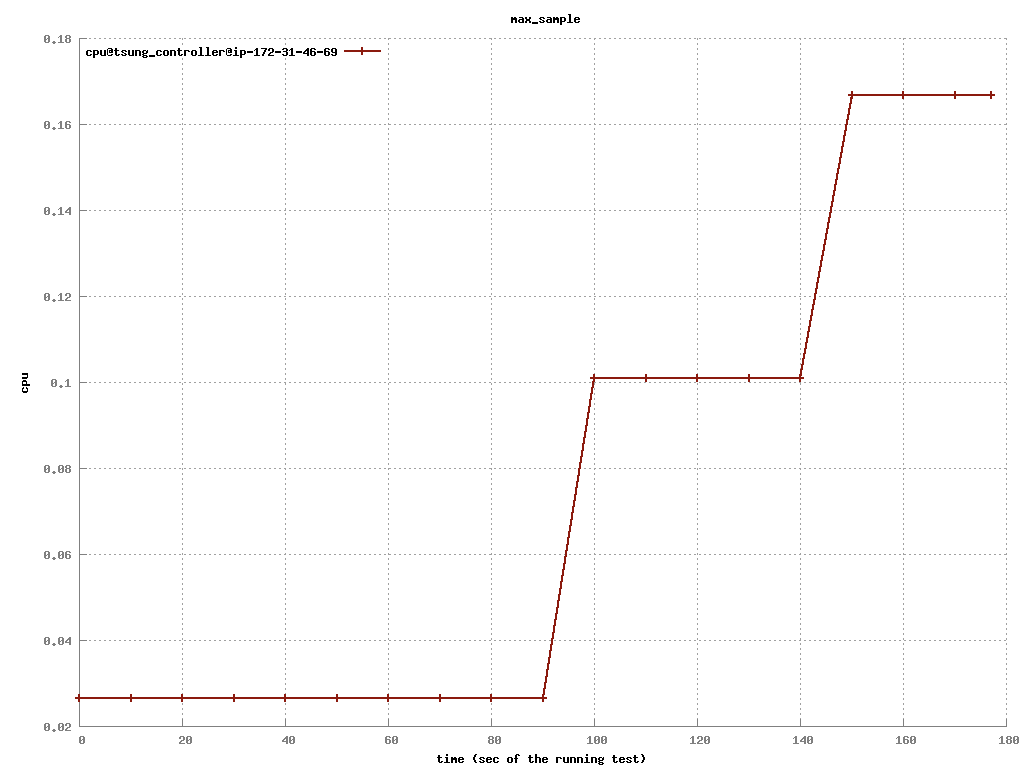 max_sample
cpu@tsung_controller@ip-172-31-46-69
0.18
0.16
0.14
0.12
0.1
0.08
0.06
0.04
0.02
cpu
0 20 40 60 80 100 120 140 160 180
time (sec of the running test)